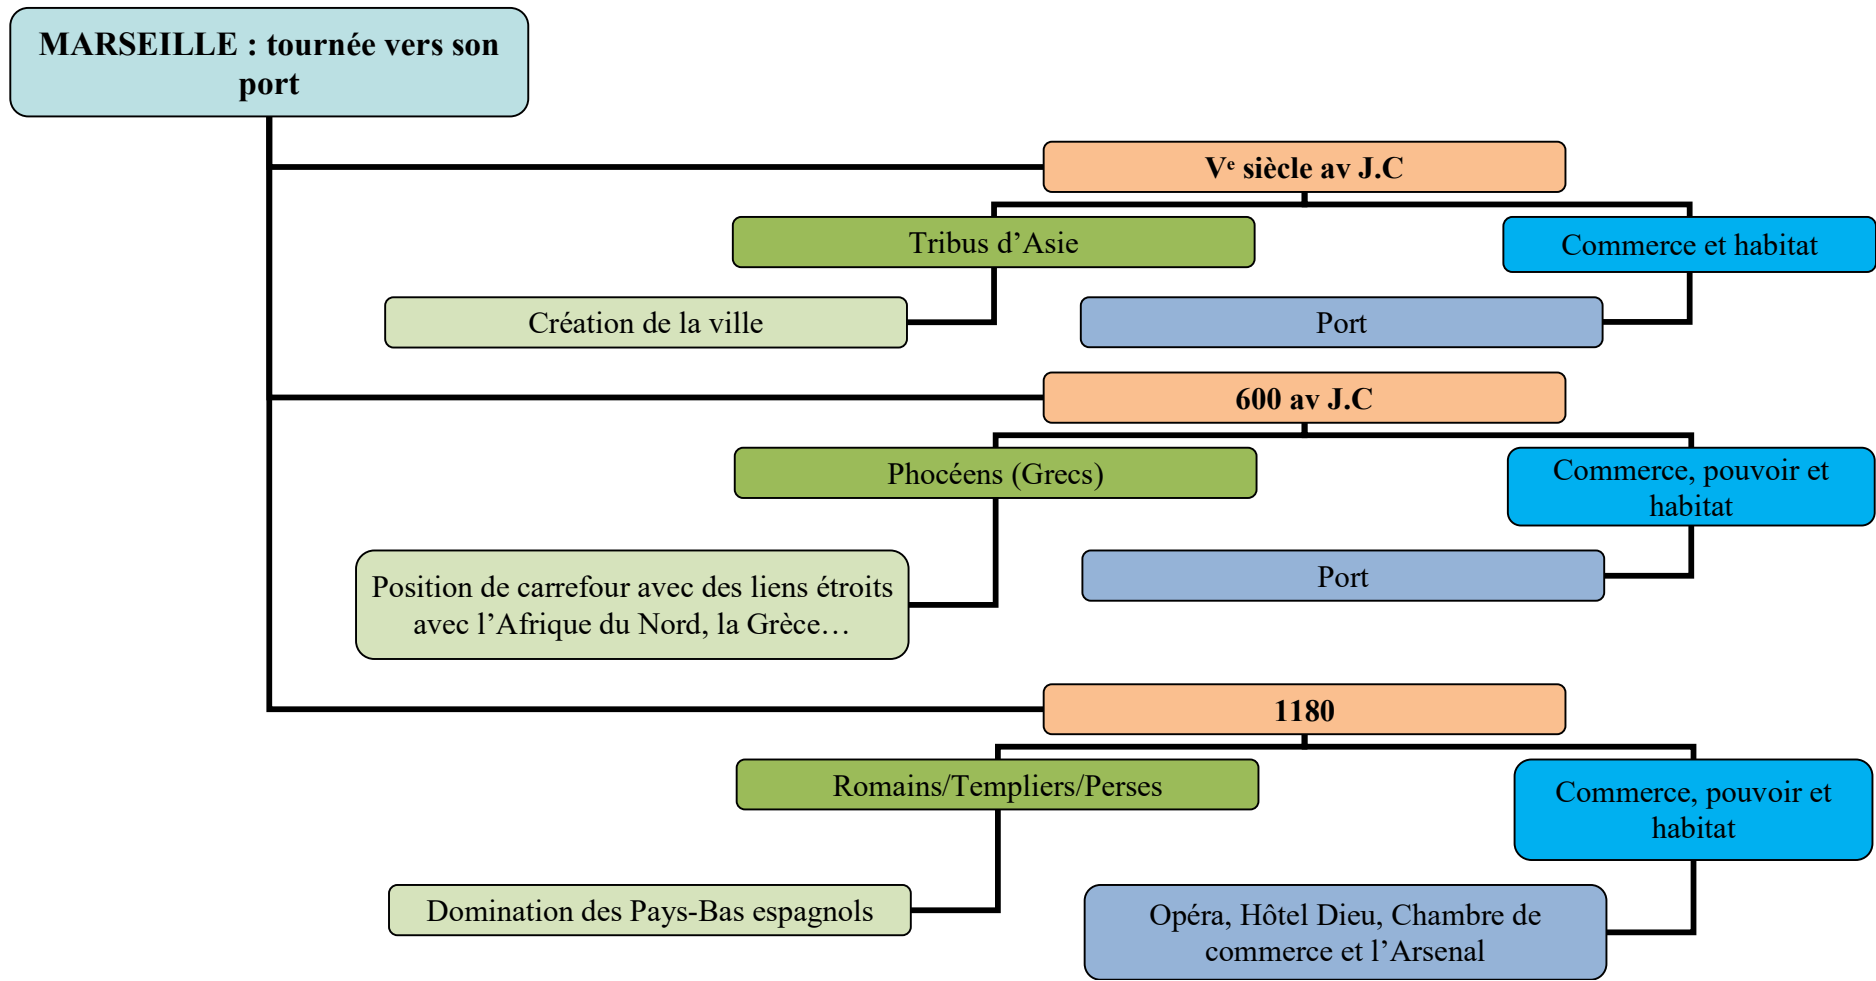 MARSEILLE : tournée vers son
port
Vᵉ siècle av J.C
Tribus d’Asie
Commerce et habitat
Création de la ville
Port
600 av J.C
Phocéens (Grecs)
Commerce, pouvoir et
habitat
Position de carrefour avec des liens étroits
avec l’Afrique du Nord, la Grèce…
Port
1180
Romains/Templiers/Perses
Commerce, pouvoir et
habitat
Domination des Pays-Bas espagnols
Opéra, Hôtel Dieu, Chambre de
commerce et l’Arsenal